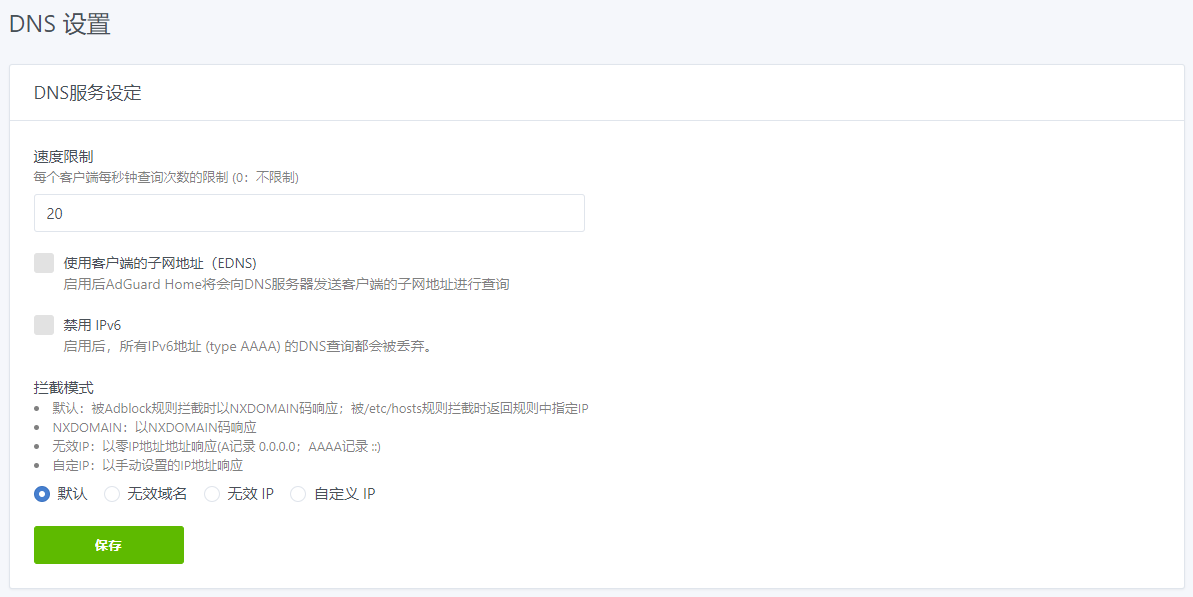 DNS 设置
DNS服务设定
速度限制
每个客户端每秒钟查询次数的限制 (0：不限制)
20
使用客户端的子网地址（EDNS)
启用后AdGuard Home将会向DNS服务器发送客户端的子网地址进行查询
禁用 IPv6
启用后，所有IPv6地址 (type AAAA) 的DNS查询都会被丢弃。
拦截模式
• 默认：被Adblock规则拦截时以NXDOMAIN码响应；被/etc/hosts规则拦截时返回规则中指定IP
• NXDOMAIN：以NXDOMAIN码响应
• 无效IP：以零IP地址地址响应(A记录 0.0.0.0；AAAA记录 ::)
• 自定IP：以手动设置的IP地址响应
默认 无效域名 无效 IP 自定义 IP
保存